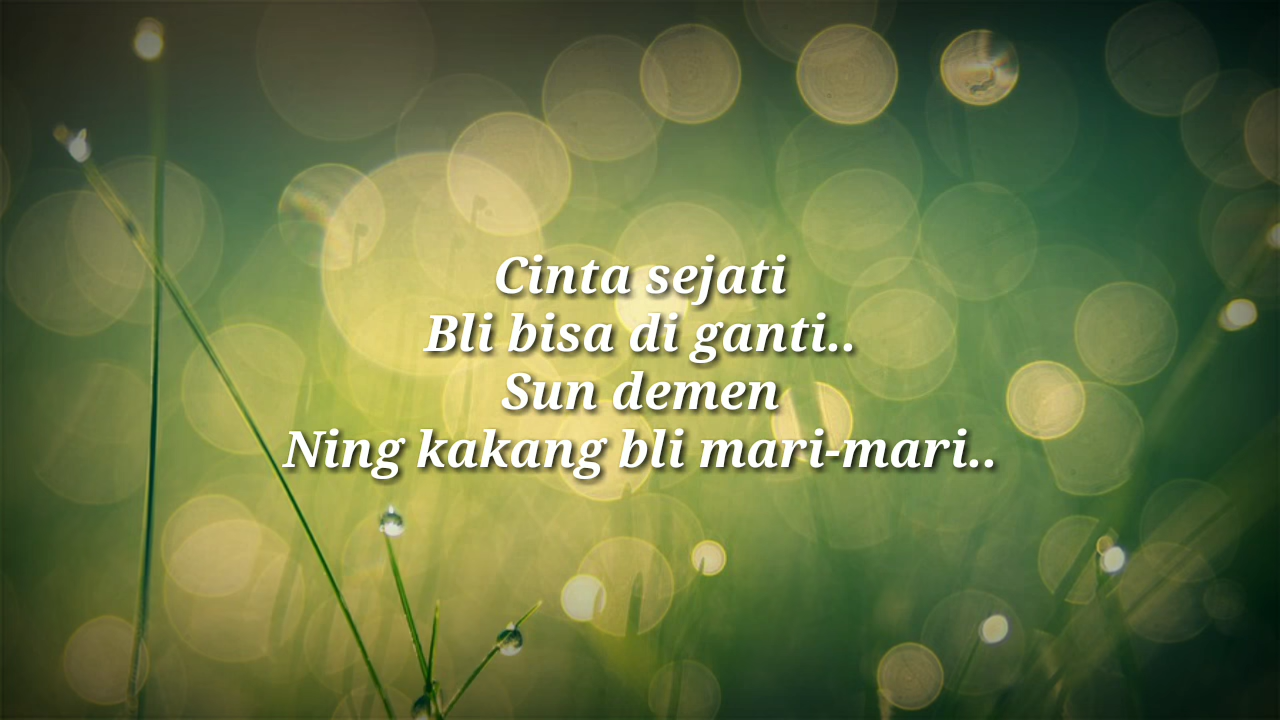 Cinta sejati
Bli bisa di ganti..
Sun demen
Ning kakang bli mari-mari..